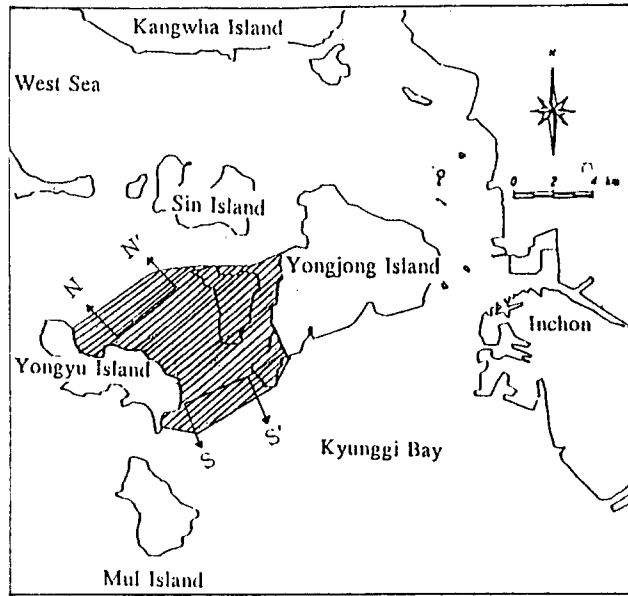 Kangwha Island
West Sea
N
0 2 4 km
Sin Island
N'
Yongjong Island
N
Inchon
Yongyu Island
S'
S
Kyunggi Bay
Mul Island